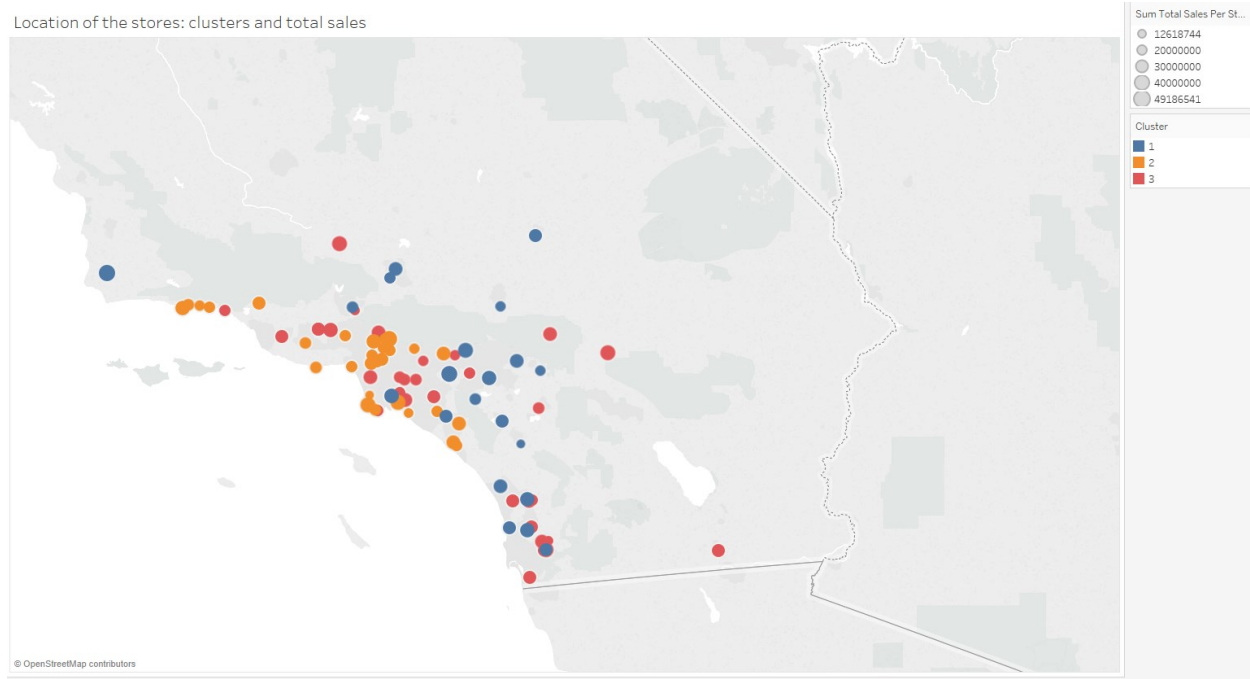 Location of the stores: clusters and total sales
Sum Total Sales Per St...
12618744
20000000
30000000
40000000
49186541
Cluster
1
2
3
© OpenStreetMap contributors